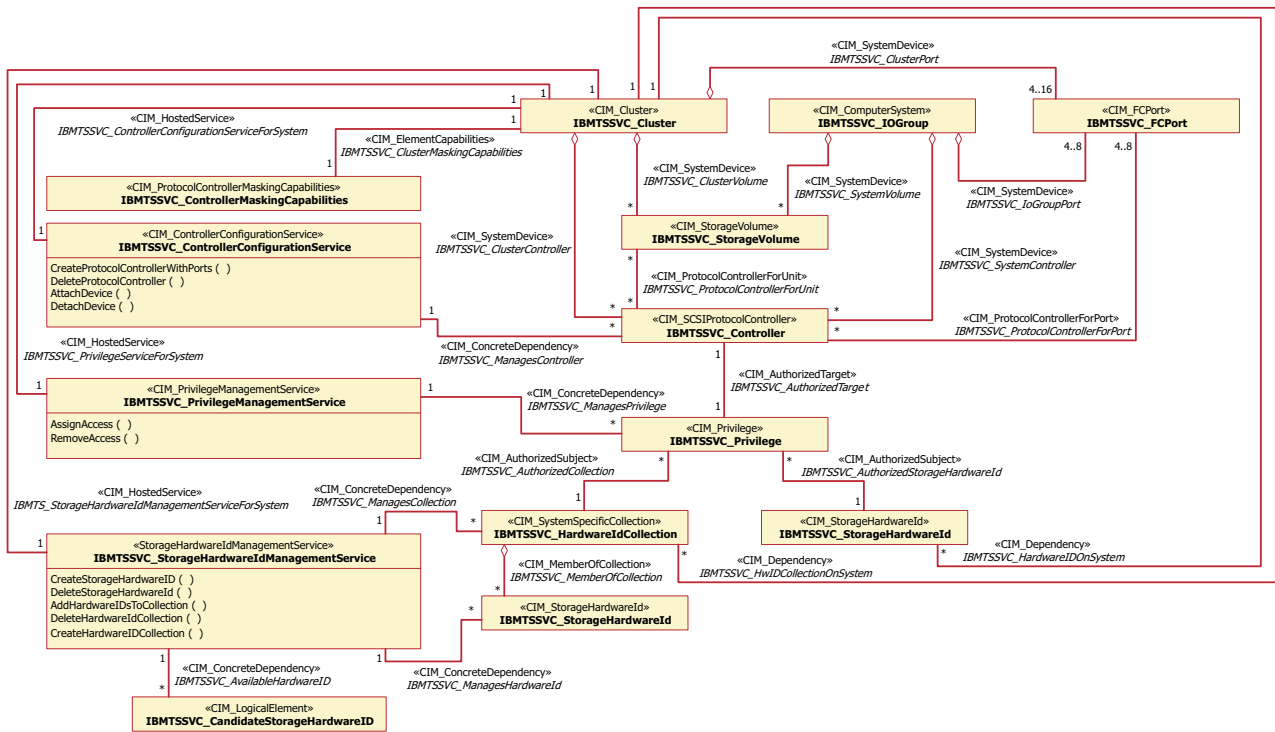 «CIM_SystemDevice»
IBMTSSVC_ClusterPort
1
1
1
1
4..16
«CIM_Cluster»
IBMTSSVC_Cluster
«CIM_ComputerSystem»
IBMTSSVC_IOGroup
«CIM_FCPort»
IBMTSSVC_FCPort
1
«CIM_HostedService»
IBMTSSVC_ControllerConfigurationServiceForSystem
1
«CIM_ElementCapabilities»
IBMTSSVC_ClusterMaskingCapabilities
1
4..8
4..8
«CIM_SystemDevice»
IBMTSSVC_ClusterVolume
*
«CIM_SystemDevice»
IBMTSSVC_SystemVolume
*
«CIM_SystemDevice»
IBMTSSVC_IoGroupPort
«CIM_ProtocolControllerMaskingCapabilities»
IBMTSSVC_ControllerMaskingCapabilities
«CIM_StorageVolume»
IBMTSSVC_StorageVolume
1
«CIM_ControllerConfigurationService»
IBMTSSVC_ControllerConfigurationService
CreateProtocolControllerWithPorts ( )
DeleteProtocolController ( )
AttachDevice ( )
DetachDevice ( )
«CIM_SystemDevice»
IBMTSSVC_ClusterController
*
«CIM_SystemDevice»
IBMTSSVC_SystemController
*
«CIM_ProtocolControllerForUnit»
IBMTSSVC_ProtocolControllerForUnit
*
*
1
*
*
«CIM_SCSIProtocolController»
IBMTSSVC_Controller
«CIM_ProtocolControllerForPort»
IBMTSSVC_ProtocolControllerForPort
«CIM_ConcreteDependency»
IBMTSSVC_ManagesController
«CIM_HostedService»
IBMTSSVC_PrivilegeServiceForSystem
1
«CIM_AuthorizedTarget»
IBMTSSVC_AuthorizedTarget
1
1
«CIM_PrivilegeManagementService»
IBMTSSVC_PrivilegeManagementService
AssignAccess ( )
RemoveAccess ( )
1
«CIM_ConcreteDependency»
IBMTSSVC_ManagesPrivilege
*
«CIM_Privilege»
IBMTSSVC_Privilege
*
*
«CIM_AuthorizedSubject»
IBMTSSVC_AuthorizedCollection
1
«CIM_AuthorizedSubject»
IBMTSSVC_AuthorizedStorageHardwareId
1
«CIM_HostedService»
IBMTS_StorageHardwareIdManagementServiceForSystem
«CIM_ConcreteDependency»
IBMTSSVC_ManagesCollection
1
*
«CIM_SystemSpecificCollection»
IBMTSSVC_HardwareIdCollection
«CIM_StorageHardwareId»
IBMTSSVC_StorageHardwareId
1
«StorageHardwareIdManagementService»
IBMTSSVC_StorageHardwareIdManagementService
CreateStorageHardwareID ( )
DeleteStorageHardwareId ( )
AddHardwareIDsToCollection ( )
DeleteHardwareIdCollection ( )
CreateHardwareIDCollection ( )
*
*
«CIM_Dependency»
IBMTSSVC_HardwareIDOnSystem
«CIM_Dependency»
IBMTSSVC_HwIDCollectionOnSystem
«CIM_MemberOfCollection»
IBMTSSVC_MemberOfCollection
*
*
«CIM_StorageHardwareId»
IBMTSSVC_StorageHardwareId
1
1
«CIM_ConcreteDependency»
IBMTSSVC_AvailableHardwareID
*
«CIM_ConcreteDependency»
IBMTSSVC_ManagesHardwareId
«CIM_LogicalElement»
IBMTSSVC_CandidateStorageHardwareID